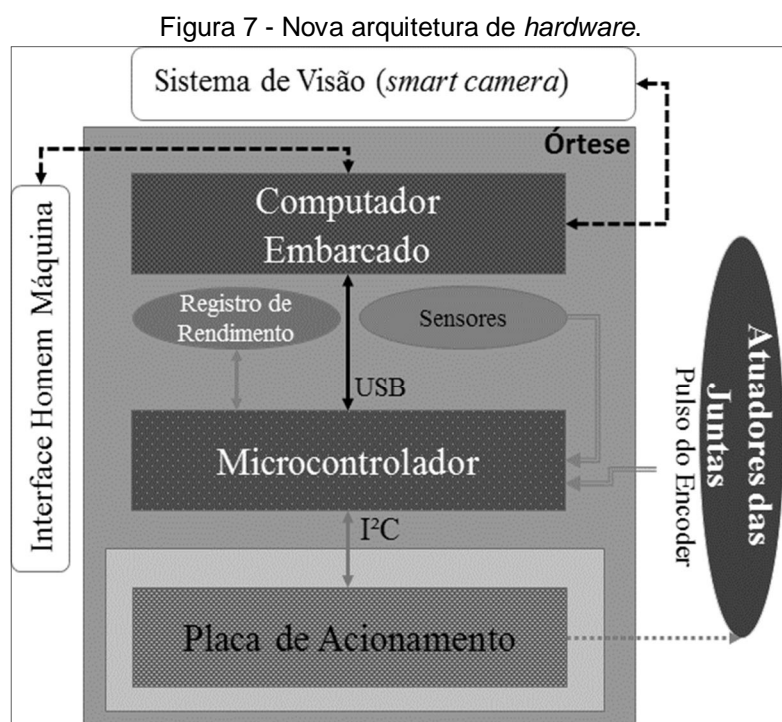 Figura 7 - Nova arquitetura de hardware.
Sistema de Visão (smart camera)
Órtese
Computador
Embarcado
Interface Homem Máquina
Registro de
Rendimento
Sensores
USB
Microcontrolador
I²C
Placa de Acionamento
Atuadores das
Juntas
Pulso do Encoder